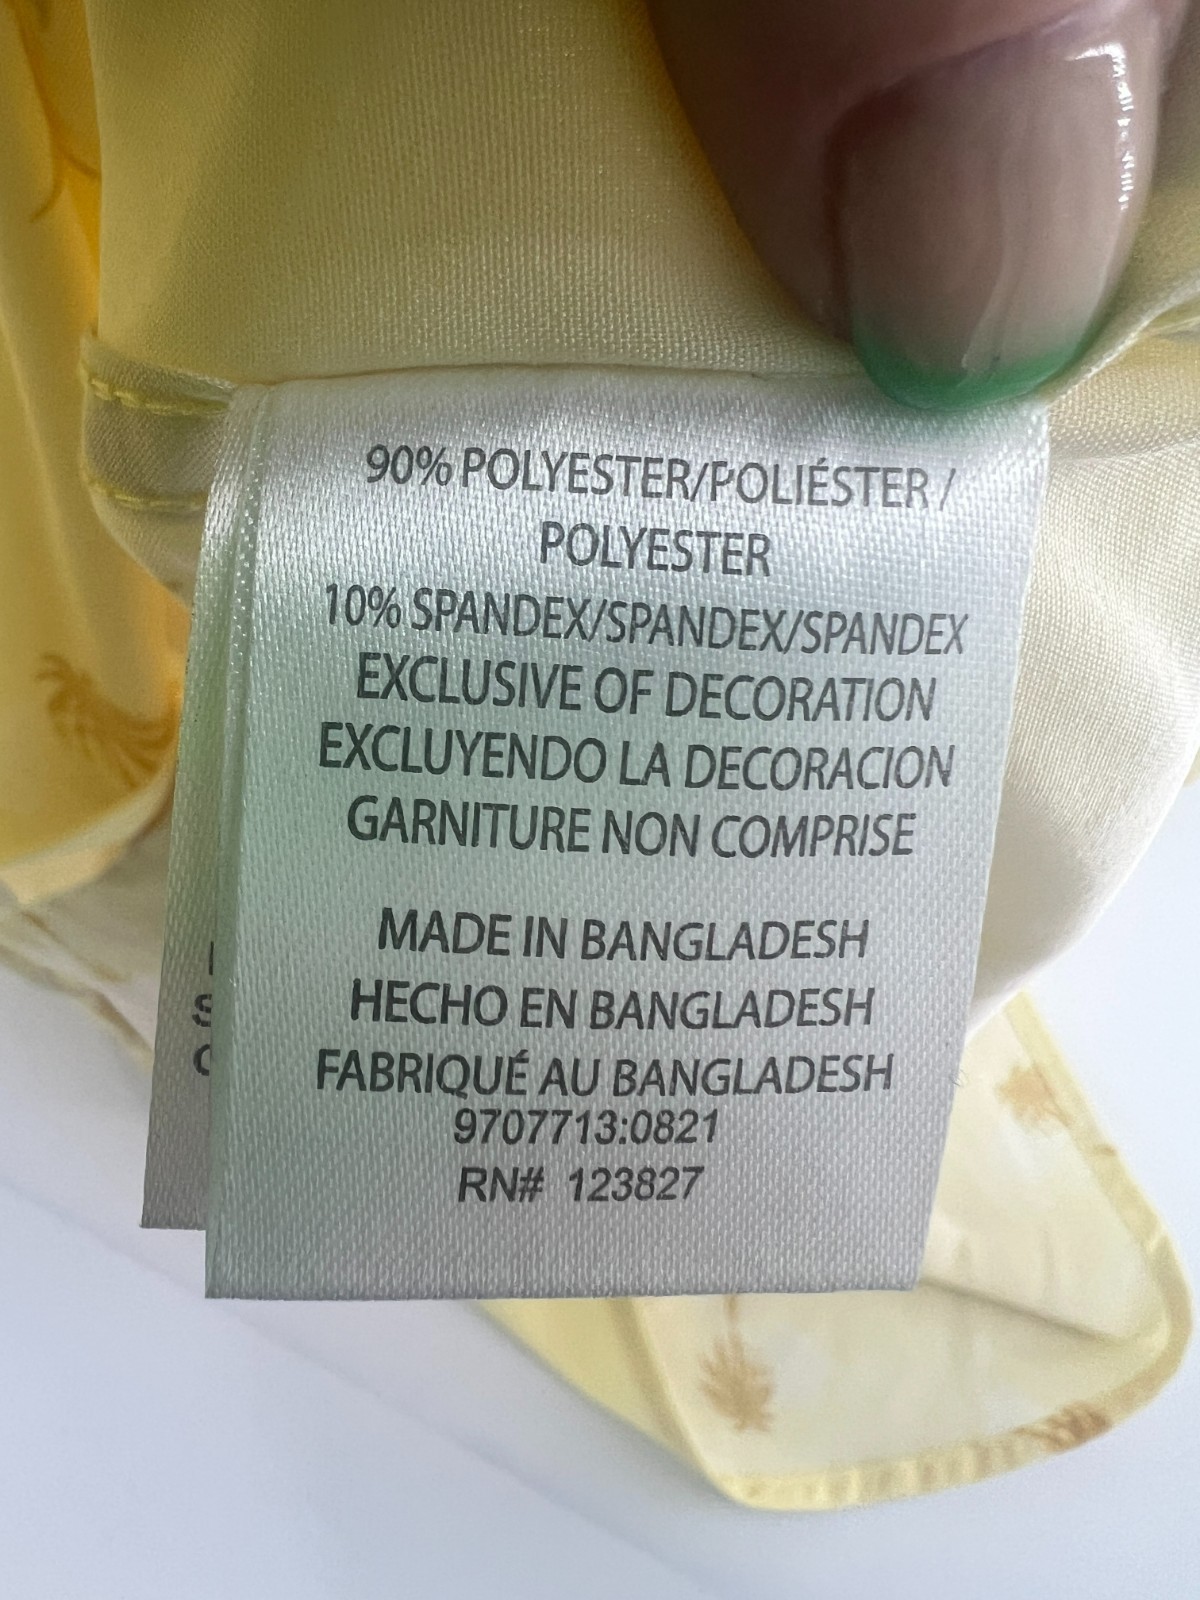 90% POLYESTER/POLIÉSTER /
POLYESTER
10% SPANDEX/SPANDEX/SPANDEX
EXCLUSIVE OF DECORATION
EXCLUYENDO LA DECORACION
GARNITURE NON COMPRISE
MADE IN BANGLADESH
HECHO EN BANGLADESH
FABRIQUÉ AU BANGLADESH
9707713:0821
RN# 123827